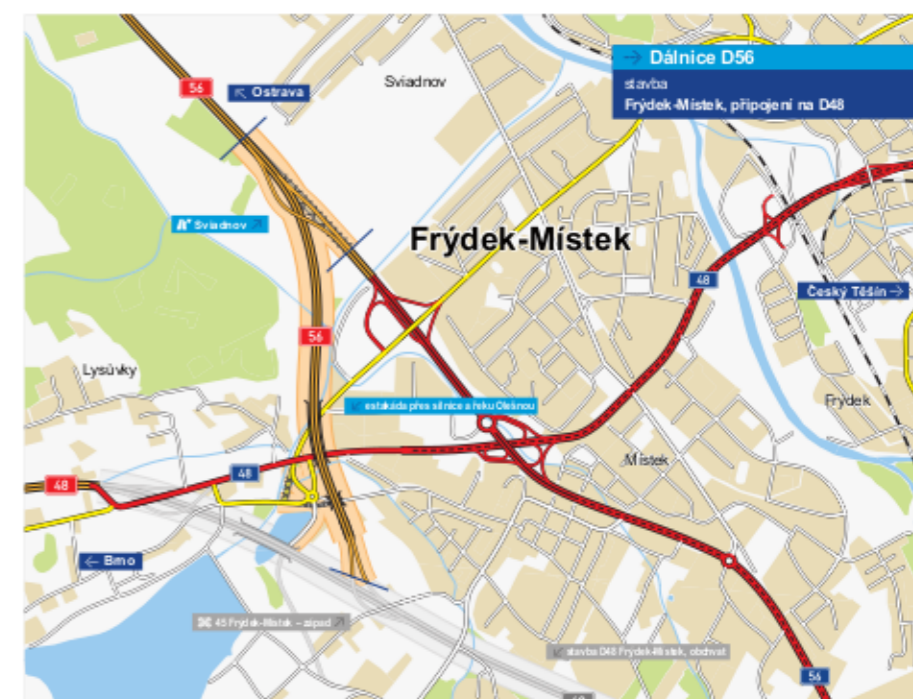 → Dálnice D56
stavba
Frýdek-Místek, připojení na D48
Sviadnov
56
↖ Ostrava
Sviadnov ↗
Frýdek-Místek
48
Český Těšín →
56
Lysůvky
↙ estakáda přes silnice a řeku Olešnou
Frýdek
Místek
48
48
← Brno
45 Frýdek-Místek – západ ↗
↙ stavba D48 Frýdek-Místek, obchvat
56
48